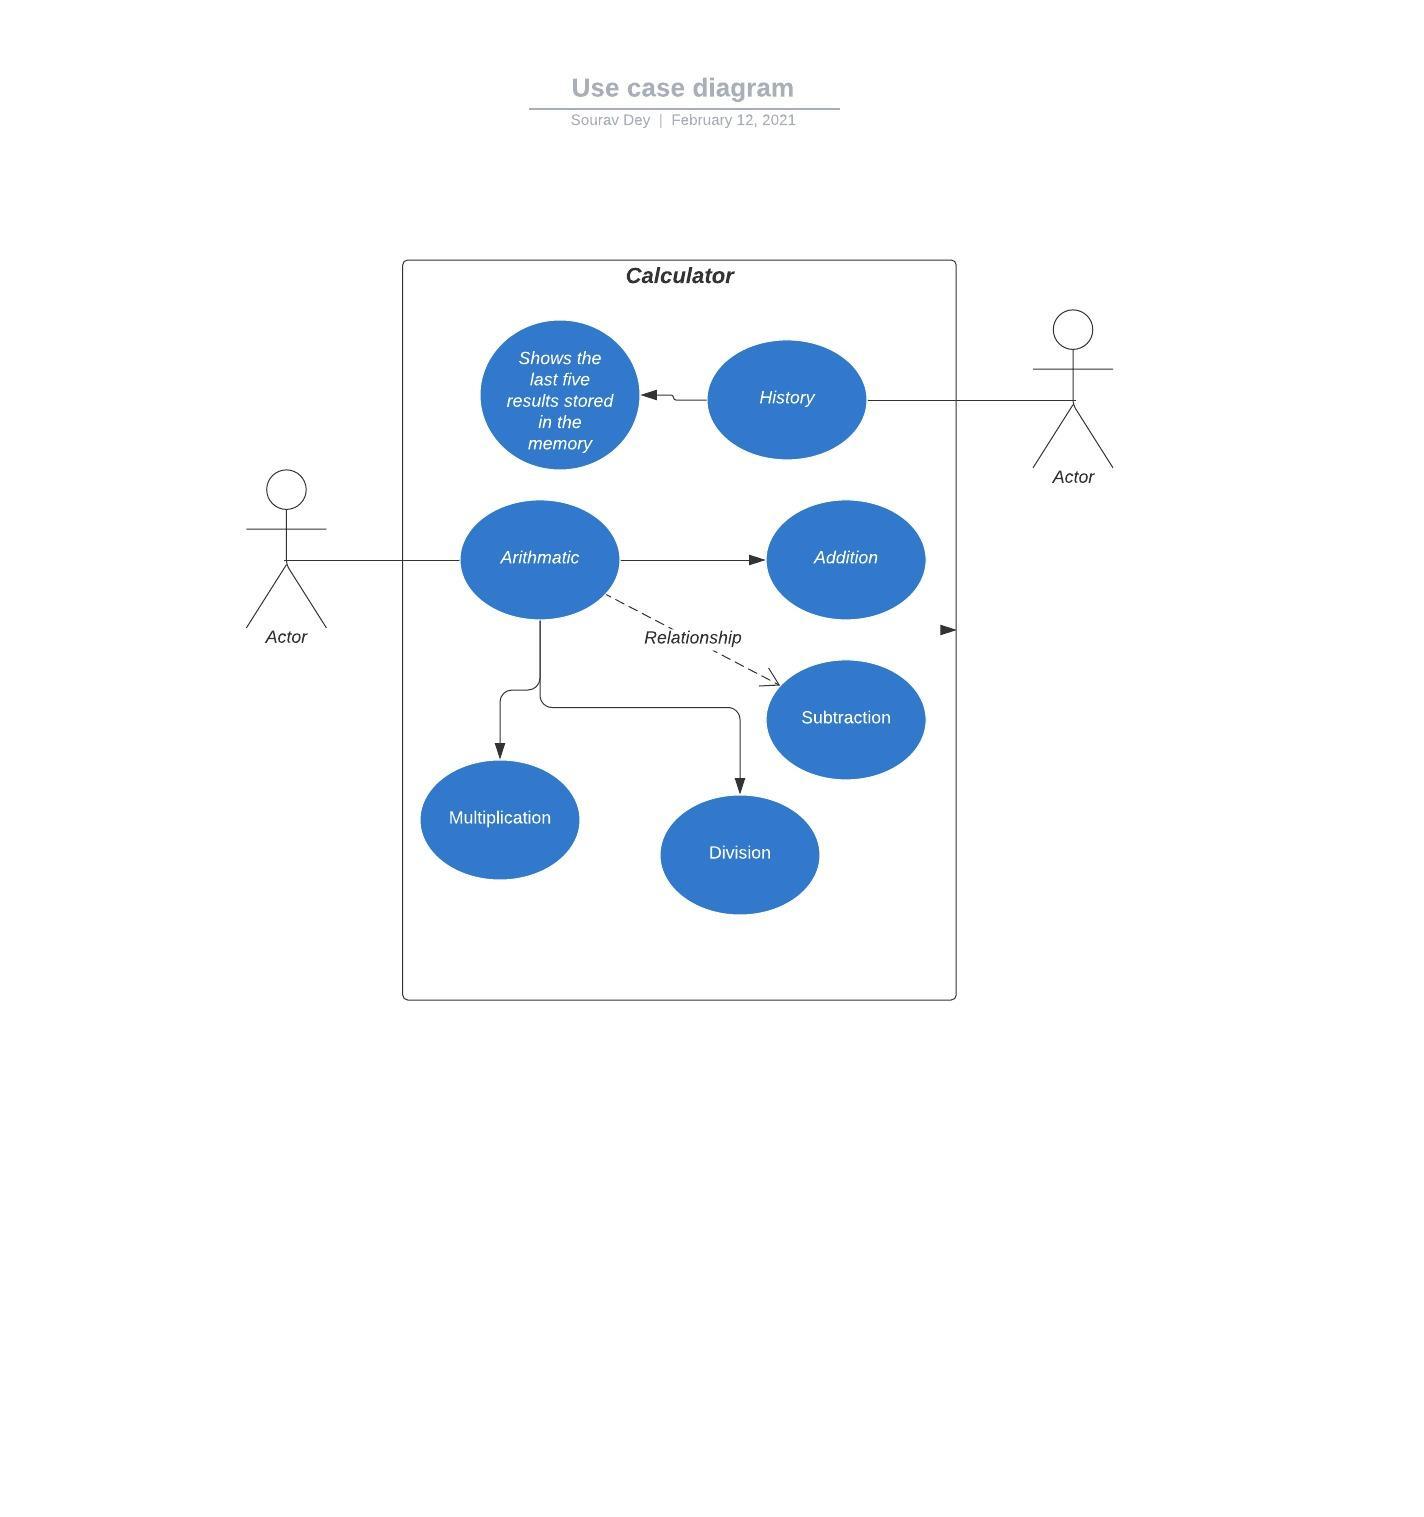 Use case diagram
Sourav Dey | February 12, 2021
Calculator
Shows the
last five
results stored
in the
memory
History
Actor
Arithmatic
Addition
Actor
Relationship
Subtraction
Multiplication
Division